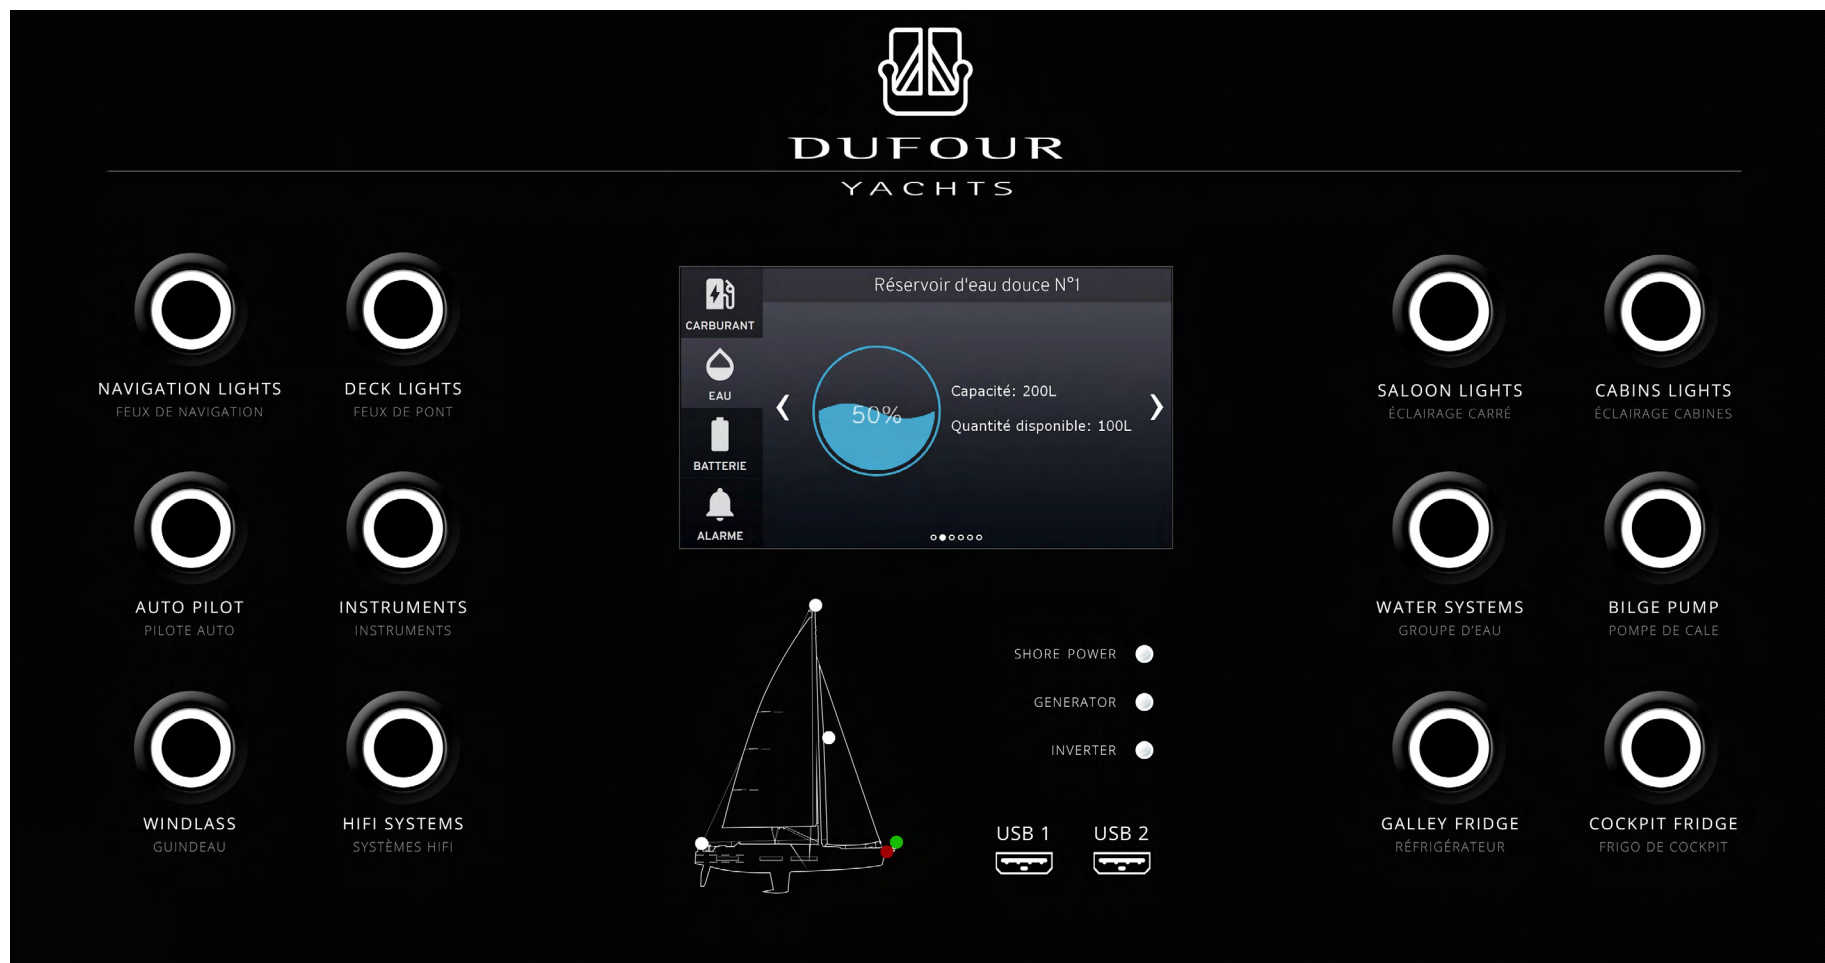 DUFOUR
YACHTS
NAVIGATION LIGHTS
FEUX DE NAVIGATION
DECK LIGHTS
FEUX DE PONT
AUTO PILOT
PILOTE AUTO
INSTRUMENTS
INSTRUMENTS
WINDLASS
GUINDEAU
HIFI SYSTEMS
SYSTÈMES HIFI
CARBURANT
EAU
BATTERIE
ALARME
Réservoir d'eau douce N°1
50%
Capacité: 200L
Quantité disponible: 100L
SHORE POWER
GENERATOR
INVERTER
USB 1
USB 2
SALOON LIGHTS
ÉCLAIRAGE CARRÉ
CABINS LIGHTS
ÉCLAIRAGE CABINES
WATER SYSTEMS
GROUPE D'EAU
BILGE PUMP
POMPE DE CALE
GALLEY FRIDGE
RÉFRIGÉRATEUR
COCKPIT FRIDGE
FRIGO DE COCKPIT